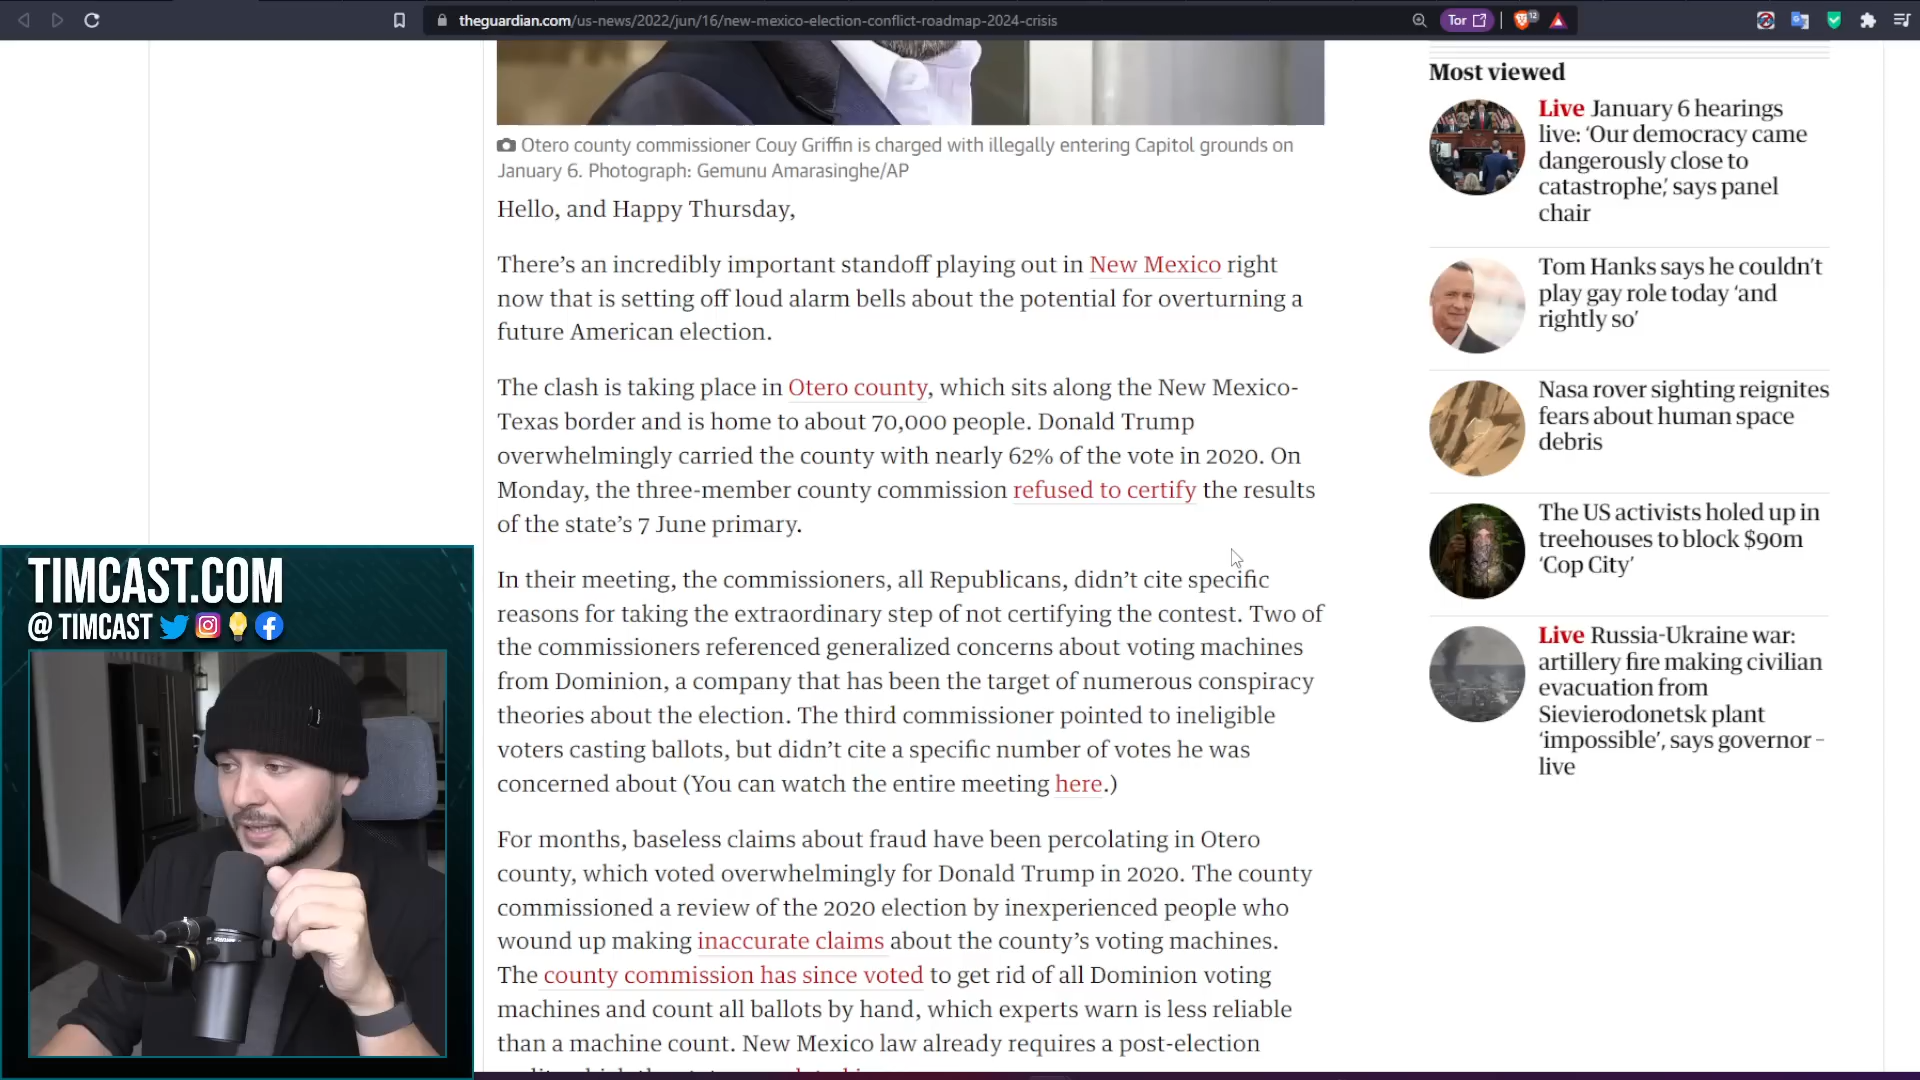 theguardian.com/us-news/2022/jun/16/new-mexico-election-conflict-roadmap-2024-crisis
Tor
12
Otero county commissioner Couy Griffin is charged with illegally entering Capitol grounds on
January 6. Photograph: Gemunu Amarasinghe/AP
Hello, and Happy Thursday,
There’s an incredibly important standoff playing out in New Mexico right
now that is setting off loud alarm bells about the potential for overturning a
future American election.
The clash is taking place in Otero county, which sits along the New Mexico-
Texas border and is home to about 70,000 people. Donald Trump
overwhelmingly carried the county with nearly 62% of the vote in 2020. On
Monday, the three-member county commission refused to certify the results
of the state’s 7 June primary.
In their meeting, the commissioners, all Republicans, didn’t cite specific
reasons for taking the extraordinary step of not certifying the contest. Two of
the commissioners referenced generalized concerns about voting machines
from Dominion, a company that has been the target of numerous conspiracy
theories about the election. The third commissioner pointed to ineligible
voters casting ballots, but didn’t cite a specific number of votes he was
concerned about (You can watch the entire meeting here.)
For months, baseless claims about fraud have been percolating in Otero
county, which voted overwhelmingly for Donald Trump in 2020. The county
commissioned a review of the 2020 election by inexperienced people who
wound up making inaccurate claims about the county’s voting machines.
The county commission has since voted to get rid of all Dominion voting
machines and count all ballots by hand, which experts warn is less reliable
than a machine count. New Mexico law already requires a post-election
Most viewed
Live January 6 hearings
live: ‘Our democracy came
dangerously close to
catastrophe,’ says panel
chair
Tom Hanks says he couldn’t
play gay role today ‘and
rightly so’
Nasa rover sighting reignites
fears about human space
debris
The US activists holed up in
treehouses to block $90m
‘Cop City’
Live Russia-Ukraine war:
artillery fire making civilian
evacuation from
Sievierodonetsk plant
‘impossible’, says governor –
live
TIMCAST.COM
@ TIMCAST